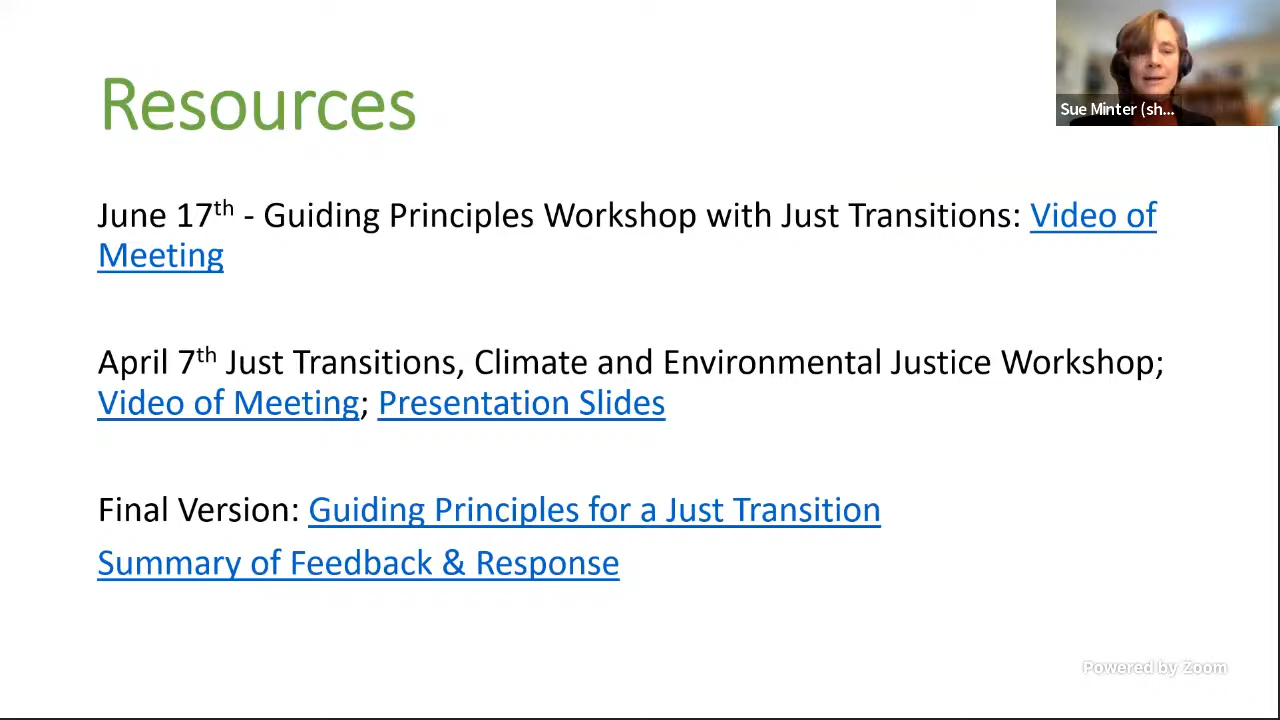 Resources
Sue Minter (sh...
June 17th - Guiding Principles Workshop with Just Transitions: Video of
Meeting
April 7th Just Transitions, Climate and Environmental Justice Workshop;
Video of Meeting; Presentation Slides
Final Version: Guiding Principles for a Just Transition
Summary of Feedback & Response
Powered by Zoom